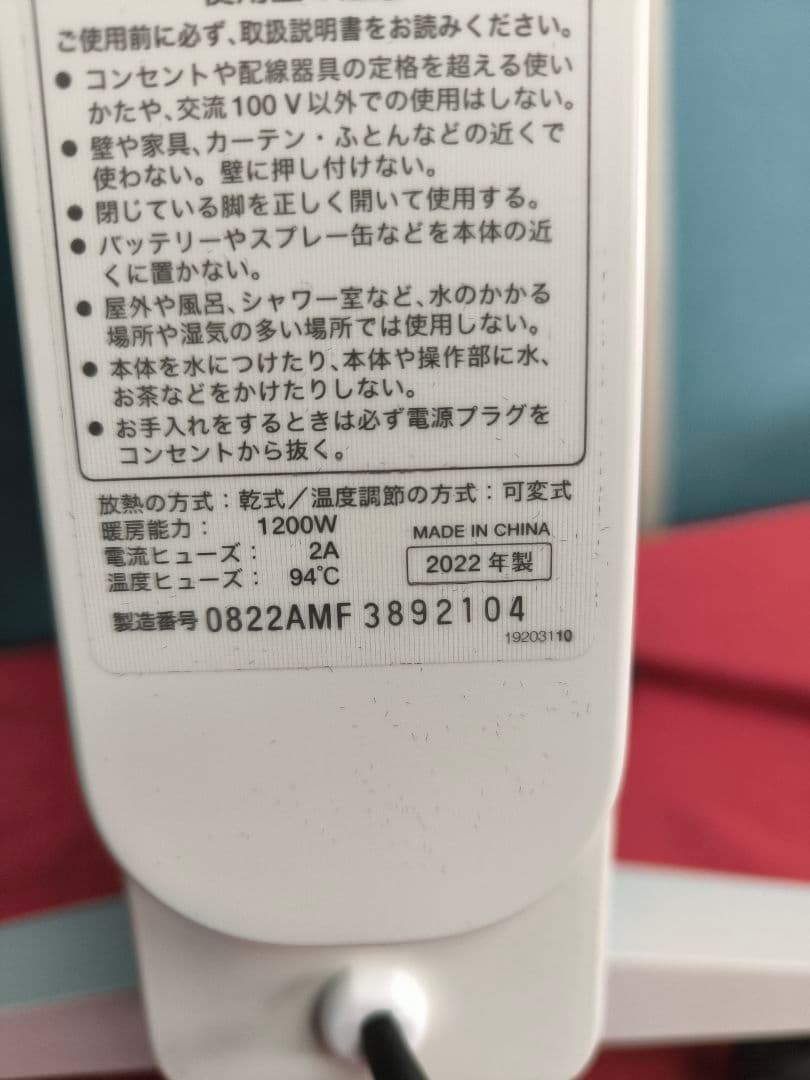 ご使用前に必ず、取扱説明書をお読みください。
● コンセントや配線器具の定格を超える使い
かたや、交流100V以外での使用はしない。
● 壁や家具、カーテン・ふとんなどの近くで
使わない。壁に押し付けない。
● 閉じている脚を正しく開いて使用する。
● バッテリーやスプレー缶などを本体の近
くに置かない。
● 屋外や風呂、シャワー室など、水のかかる
場所や湿気の多い場所では使用しない。
● 本体を水につけたり、本体や操作部に水、
お茶などをかけたりしない。
● お手入れをするときは必ず電源プラグを
コンセントから抜く。
放熱の方式：乾式／温度調節の方式：可変式
暖房能力： 1200W
電流ヒューズ： 2A
温度ヒューズ： 94℃
MADE IN CHINA
2022年製
製造番号 0822AMF 3892104
19203110